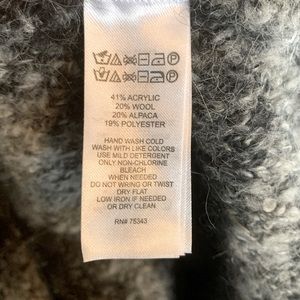 41% ACRYLIC
20% WOOL
20% ALPACA
19% POLYESTER
HAND WASH COLD
WASH WITH LIKE COLORS
USE MILD DETERGENT
ONLY NON-CHLORINE
BLEACH
WHEN NEEDED
DO NOT WRING OR TWIST
DRY FLAT
LOW IRON IF NEEDED
OR DRY CLEAN
RN# 75343